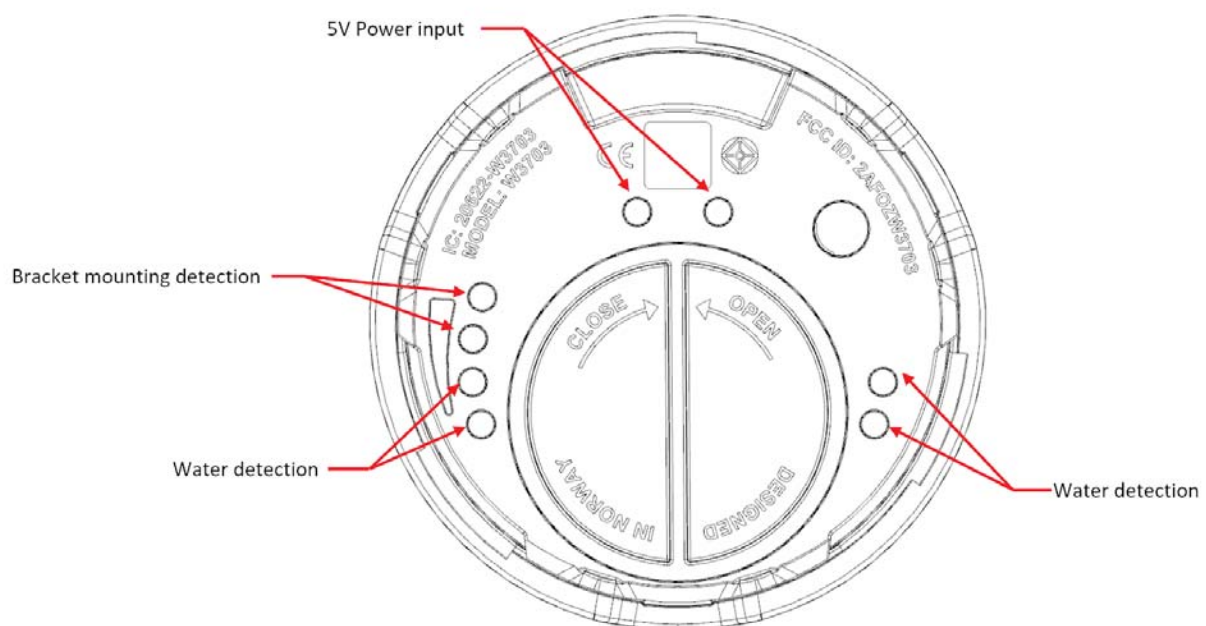 5V Power input
IC: 20622-W3703
MODEL: W3703
CE
FCC ID: 2AFOZW3703
Bracket mounting detection
CLOSE
OPEN
Water detection
Water detection
IN NORWAY
DESIGNED